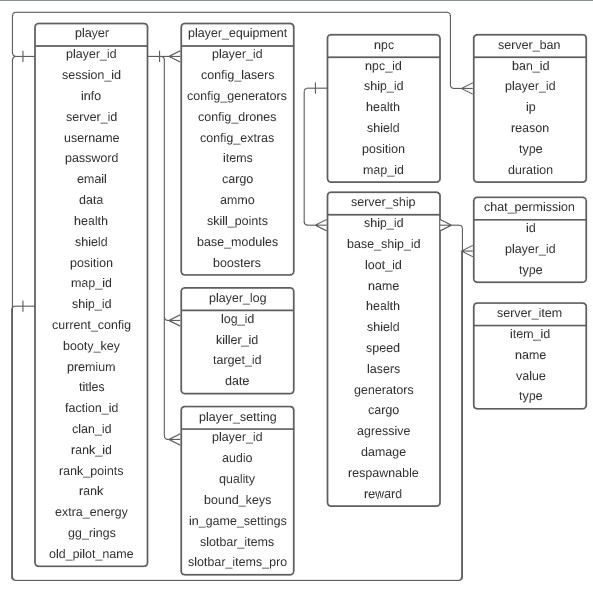 player
player_id
session_id
info
server_id
username
password
email
data
health
shield
position
map_id
ship_id
current_config
booty_key
premium
titles
faction_id
clan_id
rank_id
rank_points
rank
extra_energy
gg_rings
old_pilot_name
player_equipment
player_id
config_lasers
config_generators
config_drones
config_extras
items
cargo
ammo
skill_points
base_modules
boosters
player_log
log_id
killer_id
target_id
date
player_setting
player_id
audio
quality
bound_keys
in_game_settings
slotbar_items
slotbar_items_pro
npc
npc_id
ship_id
health
shield
position
map_id
server_ship
ship_id
base_ship_id
loot_id
name
health
shield
speed
lasers
generators
cargo
agressive
damage
respawnable
reward
server_ban
ban_id
player_id
ip
reason
type
duration
chat_permission
id
player_id
type
server_item
item_id
name
value
type